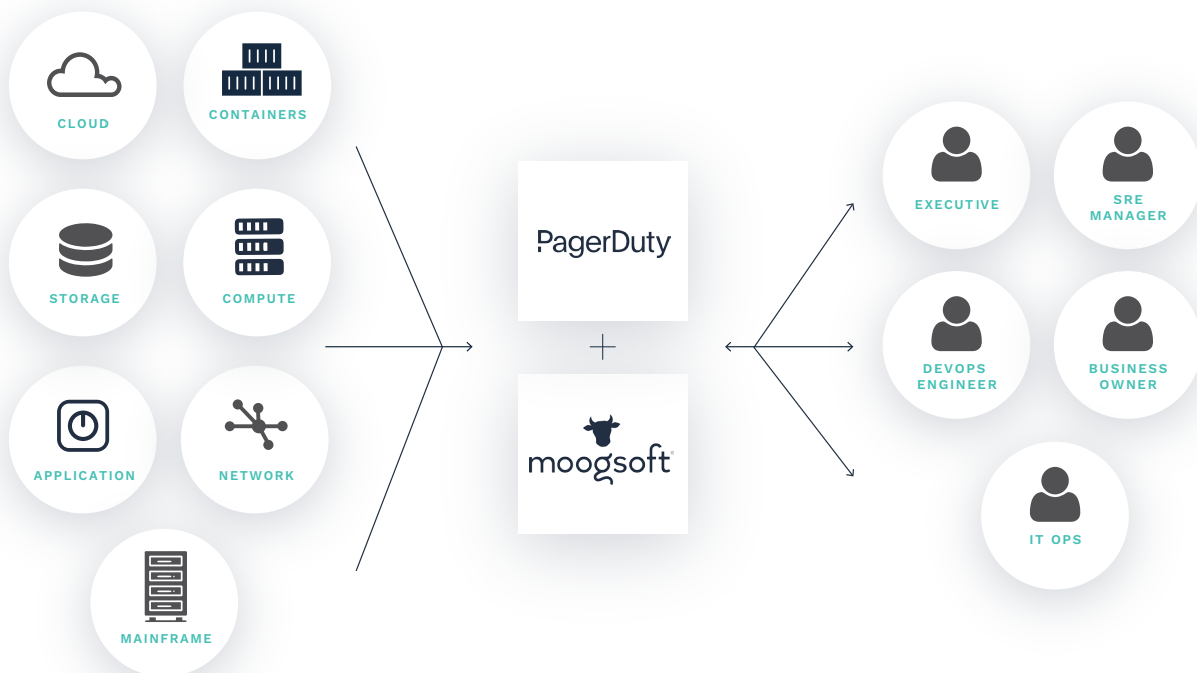 CLOUD
CONTAINERS
STORAGE
COMPUTE
APPLICATION
NETWORK
MAINFRAME
PagerDuty
moogsoft
EXECUTIVE
SRE
MANAGER
DEVOPS
ENGINEER
BUSINESS
OWNER
IT OPS